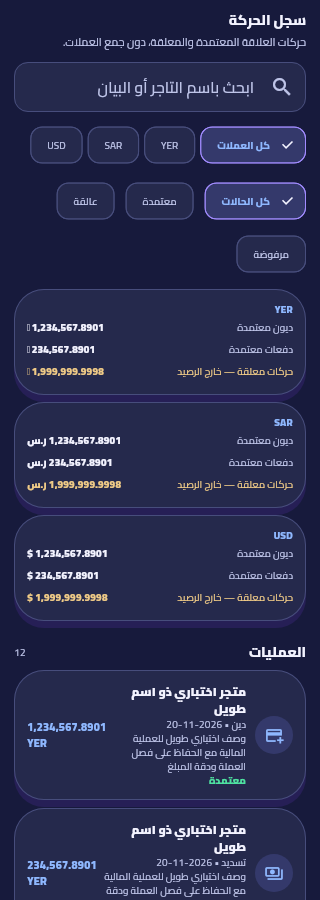 سجل الحركة
حركات العلاقة المعتمدة والمعلقة، دون جمع العملات.
ابحث باسم التاجر أو البيان
كل العملات
YER
SAR
USD
كل الحالات
معتمدة
عالقة
مرفوضة
YER
ديون معتمدة 1,234,567.8901
دفعات معتمدة 234,567.8901
حركات معلقة — خارج الرصيد 1,999,999.9998
SAR
ديون معتمدة 1,234,567.8901 ر.س
دفعات معتمدة 234,567.8901 ر.س
حركات معلقة — خارج الرصيد 1,999,999.9998 ر.س
USD
ديون معتمدة 1,234,567.8901 $
دفعات معتمدة 234,567.8901 $
حركات معلقة — خارج الرصيد 1,999,999.9998 $
العمليات 12
متجر اختباري ذو اسم
طويل
دين • 2026-11-20
وصف اختباري طويل للعملية
المالية مع الحفاظ على فصل
العملة ودقة المبلغ
معتمدة
1,234,567.8901
YER
متجر اختباري ذو اسم
طويل
تسديد • 2026-11-20
وصف اختباري طويل للعملية المالية
مع الحفاظ على فصل العملة ودقة
234,567.8901
YER